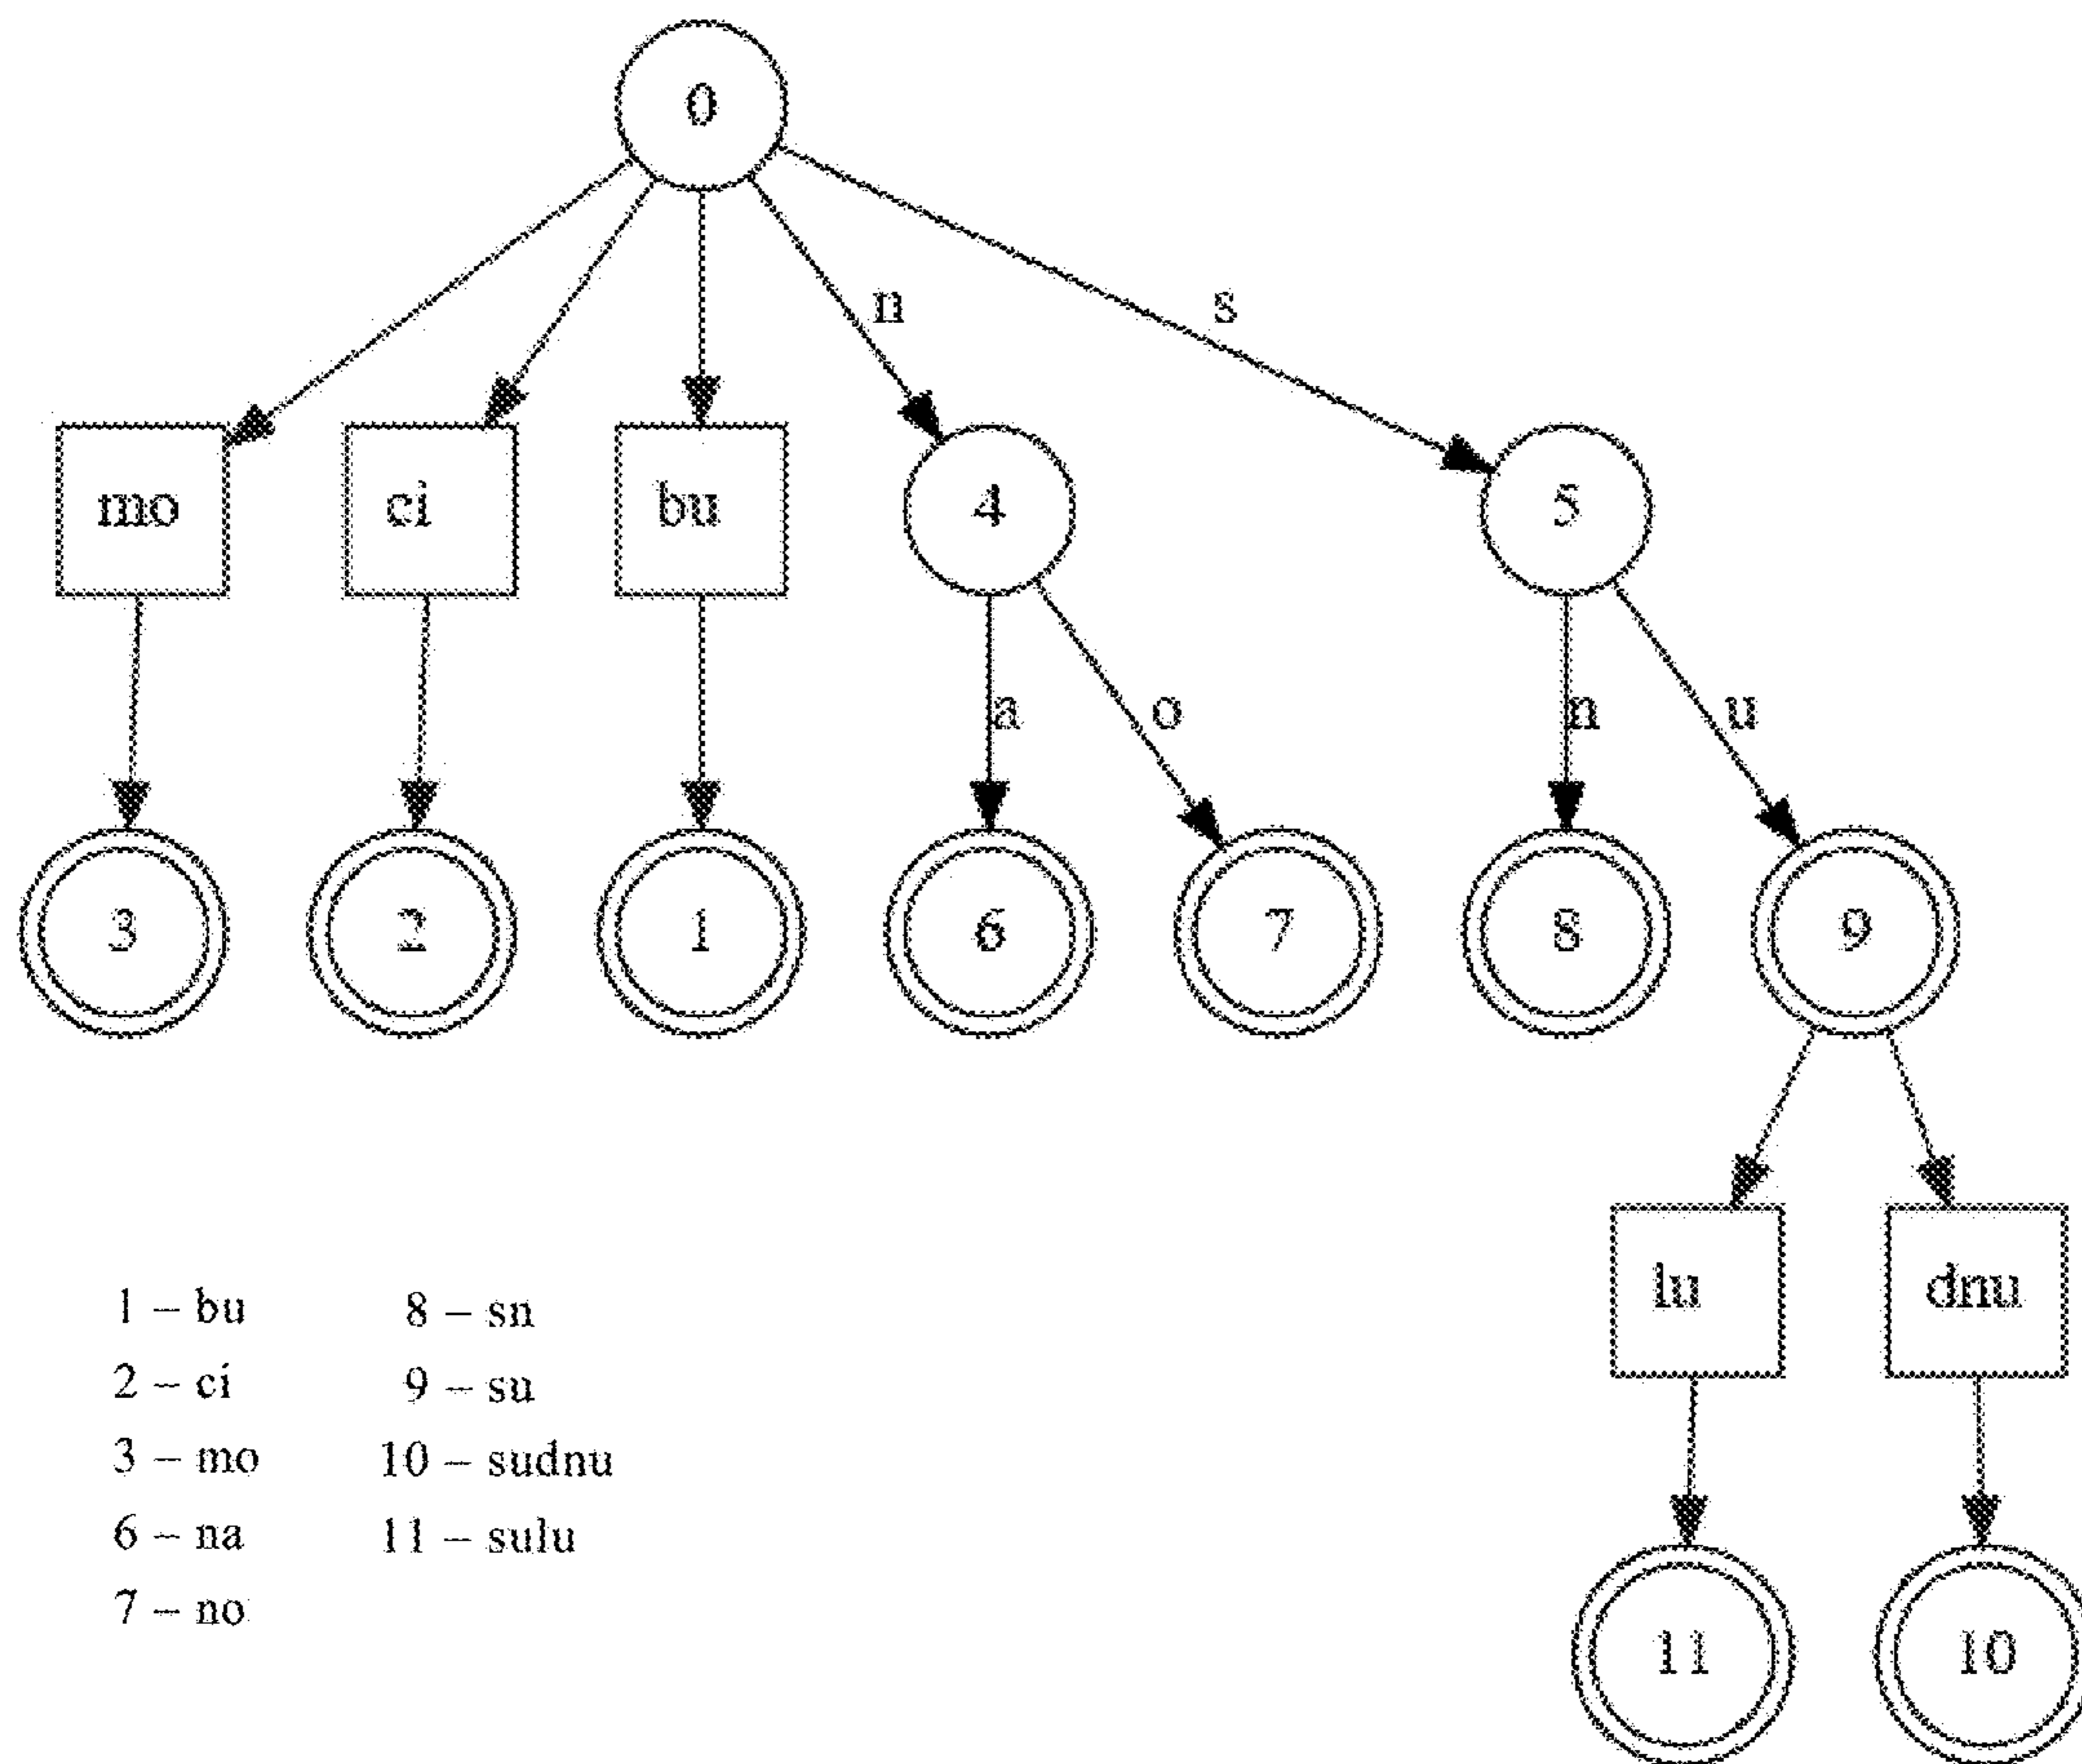 0
n s
mo ci bu 4 5
a o n u
3 2 1 6 7 8 9
lu dnu
1 – bu 8 – sn
2 – ci 9 – su
3 – mo 10 – sudnu
6 – na 11 – sulu
7 – no
11 10